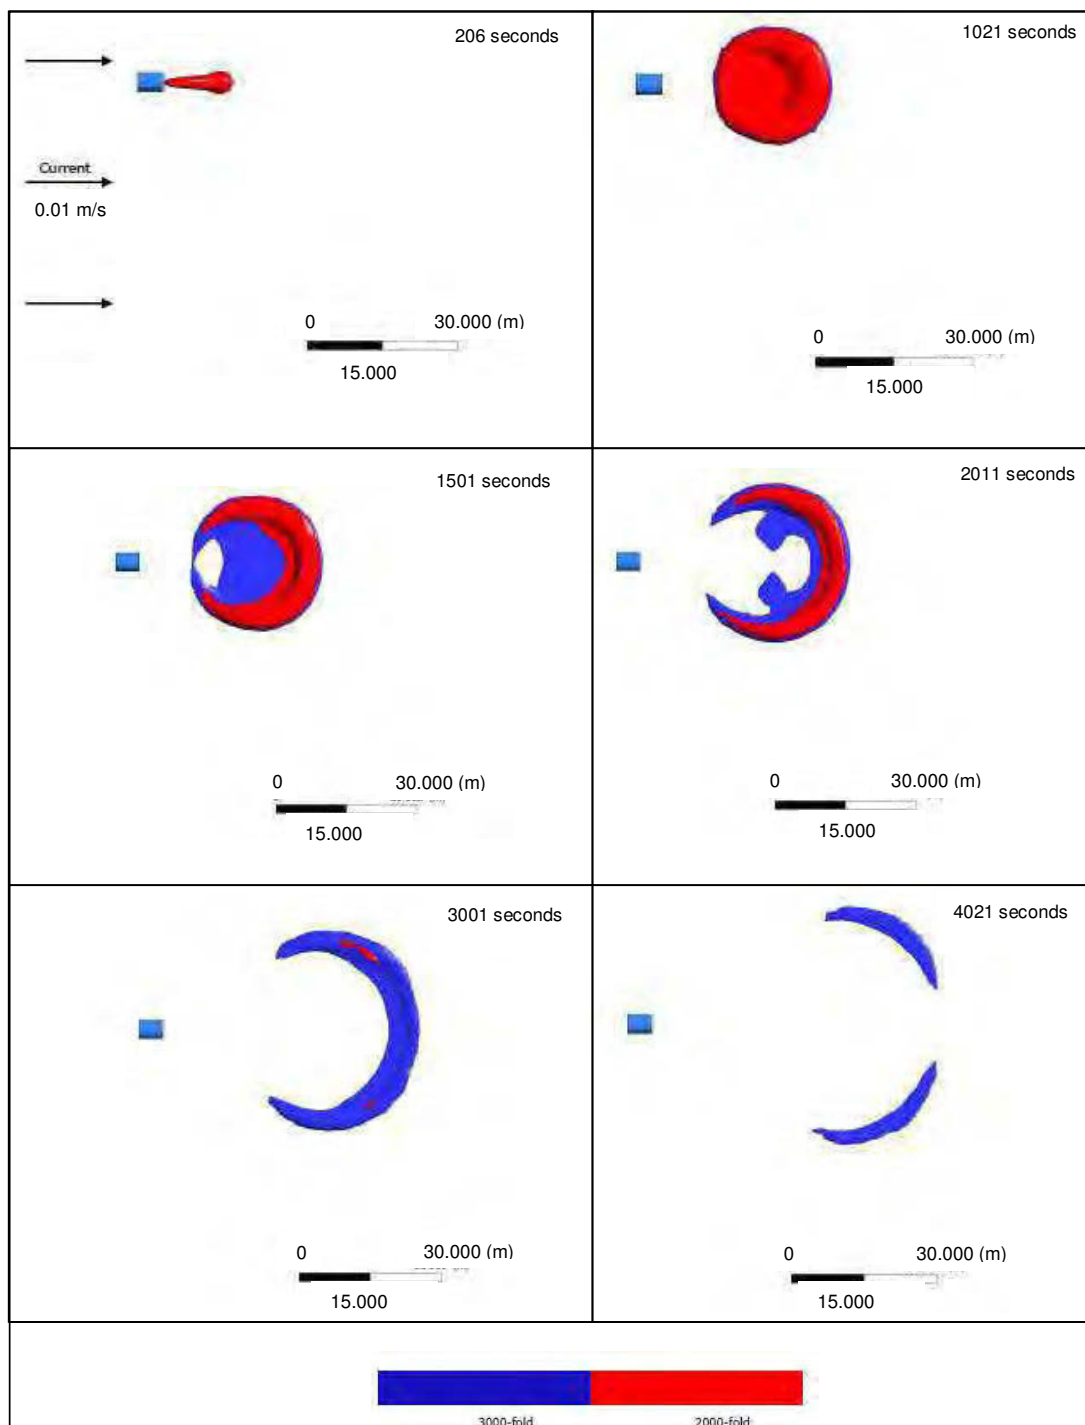 206 seconds
Current
0.01 m/s
0 30.000 (m)
15.000
1021 seconds
0 30.000 (m)
15.000
1501 seconds
0 30.000 (m)
15.000
2011 seconds
0 30.000 (m)
15.000
3001 seconds
0 30.000 (m)
15.000
4021 seconds
0 30.000 (m)
15.000
3000-fold 2000-fold